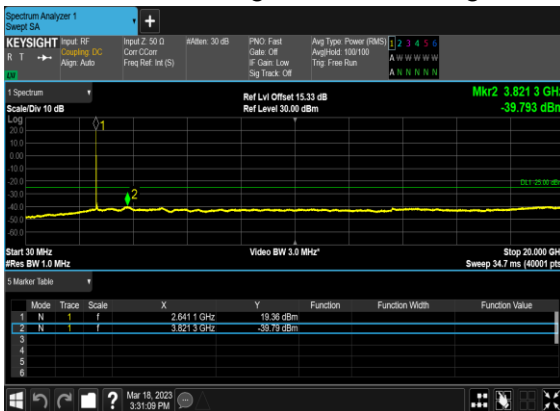 Spectrum Analyzer 1
Swept SA
KEYSIGHT Input: RF Input Z: 50 Ω #Atten: 30 dB PNO: Fast Avg Type: Power (RMS) 1 2 3 4 5 6
R T Coupling: DC Corr CCorr Gate: Off Avg|Hold: 100/100 A W W W W W
Align: Auto Freq Ref: Int (S) IF Gain: Low Trig: Free Run
LV Sig Track: Off A N N N N N
1 Spectrum Ref Lvl Offset 15.33 dB Mkr2 3.821 3 GHz
Scale/Div 10 dB Ref Level 30.00 dBm -39.793 dBm
Log
20.0
1
10.0
0.00
-10.0
-20.0
DL1 -25.00 dBm
-30.0
2
-40.0
-50.0
-60.0
Start 30 MHz Video BW 3.0 MHz* Stop 20.000 GHz
#Res BW 1.0 MHz Sweep 34.7 ms (40001 pts)
5 Marker Table
Mode Trace Scale X Y Function Function Width Function Value
1 N 1 f 2.641 1 GHz 19.36 dBm
2 N 1 f 3.821 3 GHz -39.79 dBm
3
4
5
6
? Mar 18, 2023
3:31:09 PM